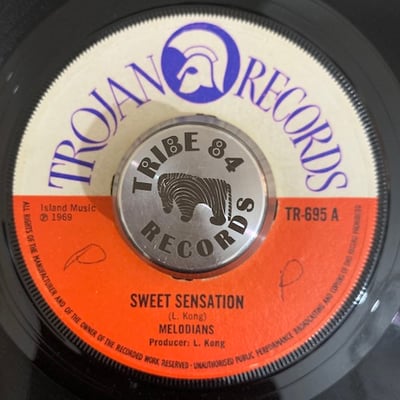 TROJAN RECORDS
TRIBE 84
RECORDS
Island Music
℗ 1969
TR-695 A
P
P
SWEET SENSATION
(L. Kong)
MELODIANS
Producer: L. Kong
ALL RIGHTS OF THE MANUFACTURER AND OF THE OWNER OF THE RECORDED WORK RESERVED - UNAUTHORISED PUBLIC PERFORMANCE BROADCASTING AND COPYING OF THIS RECORD PROHIBITED